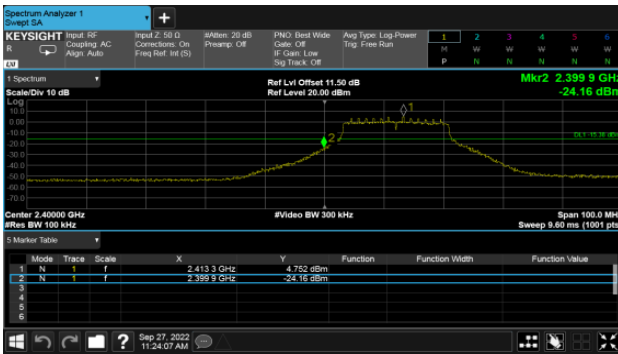 Spectrum Analyzer 1
Swept SA
KEYSIGHT
R
LXI
Input: RF
Coupling: AC
Align: Auto
Input Z: 50 Ω
Corrections: On
Freq Ref: Int (S)
#Atten: 20 dB
Preamp: Off
PNO: Best Wide
Gate: Off
IF Gain: Low
Sig Track: Off
Avg Type: Log-Power
Trig: Free Run
1 2 3 4 5 6
M W W W W W
P N N N N N
1 Spectrum
Scale/Div 10 dB
Ref Lvl Offset 11.50 dB
Ref Level 20.00 dBm
Mkr2 2.399 9 GHz
-24.16 dBm
Log
10.0
0.00
-10.0
-20.0
-30.0
-40.0
-50.0
-60.0
-70.0
1
2
DL1 -15.36 dBm
Center 2.40000 GHz
#Res BW 100 kHz
#Video BW 300 kHz
Span 100.0 MH
Sweep 9.60 ms (1001 pts
5 Marker Table
Mode Trace Scale X Y Function Function Width Function Value
1 N 1 f 2.413 3 GHz 4.752 dBm
2 N 1 f 2.399 9 GHz -24.16 dBm
3
4
5
6
?
Sep 27, 2022
11:24:07 AM